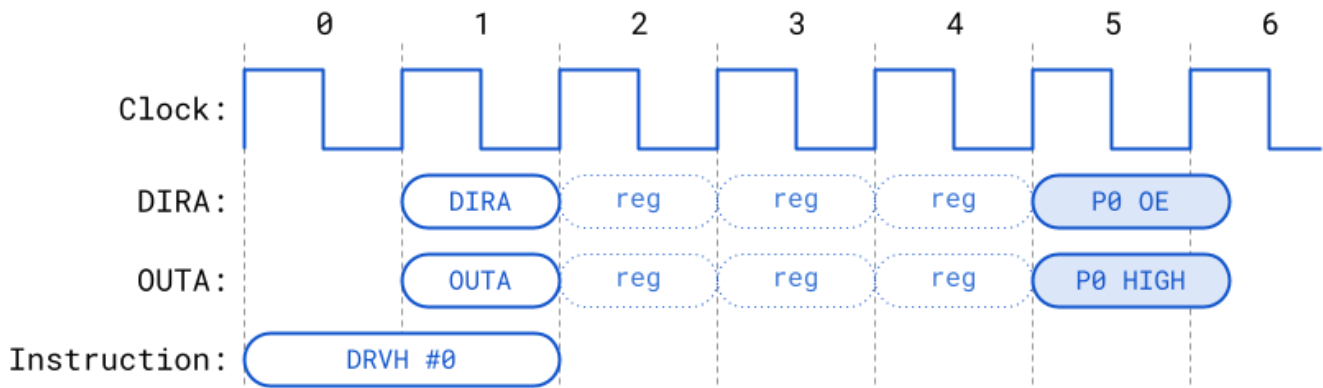 0 1 2 3 4 5 6
Clock:
DIRA: DIRA reg reg reg P0 OE
OUTA: OUTA reg reg reg P0 HIGH
Instruction: DRVH #0